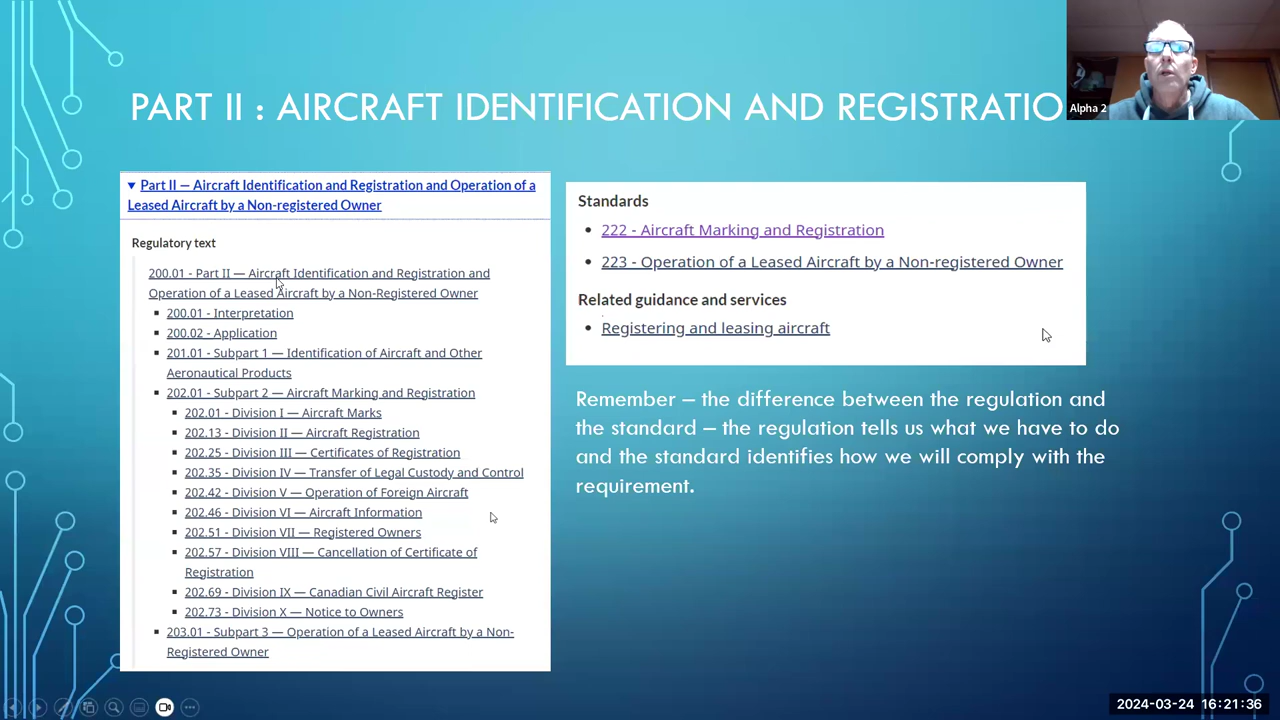 PART II : AIRCRAFT IDENTIFICATION AND REGISTRATIO
Alpha 2
Part II — Aircraft Identification and Registration and Operation of a
Leased Aircraft by a Non-registered Owner
Regulatory text
200.01 - Part II — Aircraft Identification and Registration and
Operation of a Leased Aircraft by a Non-Registered Owner
200.01 - Interpretation
200.02 - Application
201.01 - Subpart 1 — Identification of Aircraft and Other
Aeronautical Products
202.01 - Subpart 2 — Aircraft Marking and Registration
202.01 - Division I — Aircraft Marks
202.13 - Division II — Aircraft Registration
202.25 - Division III — Certificates of Registration
202.35 - Division IV — Transfer of Legal Custody and Control
202.42 - Division V — Operation of Foreign Aircraft
202.46 - Division VI — Aircraft Information
202.51 - Division VII — Registered Owners
202.57 - Division VIII — Cancellation of Certificate of
Registration
202.69 - Division IX — Canadian Civil Aircraft Register
202.73 - Division X — Notice to Owners
203.01 - Subpart 3 — Operation of a Leased Aircraft by a Non-
Registered Owner
Standards
222 - Aircraft Marking and Registration
223 - Operation of a Leased Aircraft by a Non-registered Owner
Related guidance and services
Registering and leasing aircraft
Remember – the difference between the regulation and
the standard – the regulation tells us what we have to do
and the standard identifies how we will comply with the
requirement.
2024-03-24 16:21:36